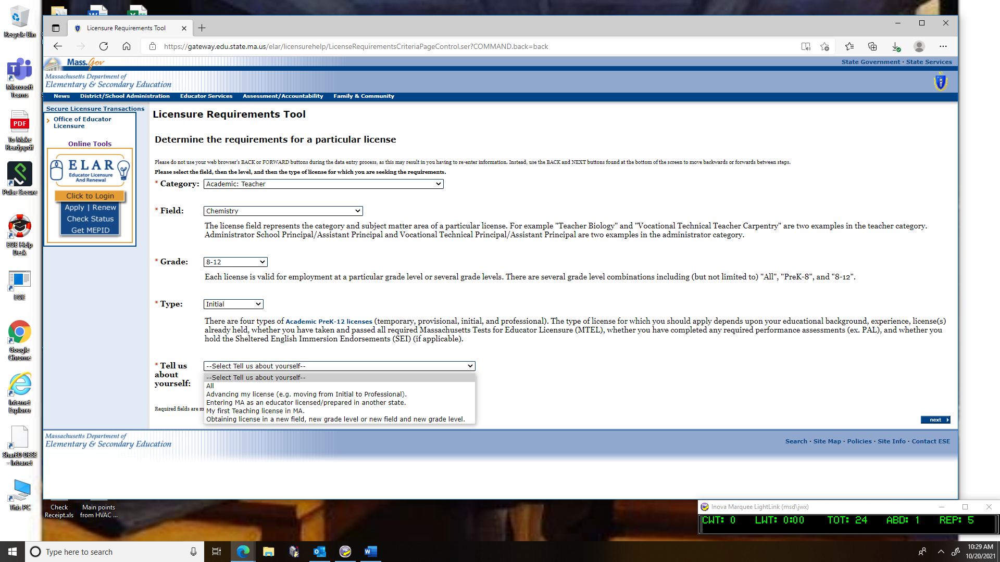 Recycle Bin
Microsoft Teams
PDF
To Make Ready.pdf
Pulse Secure
EOE Help Desk
EOE
Google Chrome
Internet Explorer
SharED DESE - Intranet
This PC
Check Receipt.xls
Main points from HVAC ...
Licensure Requirements Tool
https://gateway.edu.state.ma.us/elar/licensurehelp/LicenseRequirementsCriteriaPageControl.ser?COMMAND.back=back
Mass.Gov
State Government · State Services
Massachusetts Department of
Elementary & Secondary Education
News District/School Administration Educator Services Assessment/Accountability Family & Community
Secure Licensure Transactions
Office of Educator
Licensure
Online Tools
ELAR
Educator Licensure
And Renewal
Click to Login
Apply | Renew
Check Status
Get MEPID
Licensure Requirements Tool
Determine the requirements for a particular license
Please do not use your web browser's BACK or FORWARD buttons during the data entry process, as this may result in you having to re-enter information. Instead, use the BACK and NEXT buttons found at the bottom of the screen to move backwards or forwards between steps.
Please select the field, then the level, and then the type of license for which you are seeking the requirements.
* Category: Academic: Teacher
* Field: Chemistry
The license field represents the category and subject matter area of a particular license. For example "Teacher Biology" and "Vocational Technical Teacher Carpentry" are two examples in the teacher category.
Administrator School Principal/Assistant Principal and Vocational Technical Principal/Assistant Principal are two examples in the administrator category.
* Grade: 8-12
Each license is valid for employment at a particular grade level or several grade levels. There are several grade level combinations including (but not limited to) "All", "PreK-8", and "8-12".
* Type: Initial
There are four types of Academic PreK-12 licenses (temporary, provisional, initial, and professional). The type of license for which you should apply depends upon your educational background, experience, license(s)
already held, whether you have taken and passed all required Massachusetts Tests for Educator Licensure (MTEL), whether you have completed any required performance assessments (ex. PAL), and whether you
hold the Sheltered English Immersion Endorsements (SEI) (if applicable).
* Tell us about yourself: --Select Tell us about yourself--
--Select Tell us about yourself--
All
Advancing my license (e.g. moving from Initial to Professional).
Entering MA as an educator licensed/prepared in another state.
My first Teaching license in MA.
Obtaining license in a new field, new grade level or new field and new grade level.
Required fields are m
next
Massachusetts Department of
Elementary & Secondary Education
Search · Site Map · Policies · Site Info · Contact ESE
Inova Marquee LightLink (msd\jwx)
CWT: 0 LWT: 0:00 TOT: 24 ABD: 1 REP: 5
Type here to search
10:29 AM
10/20/2021